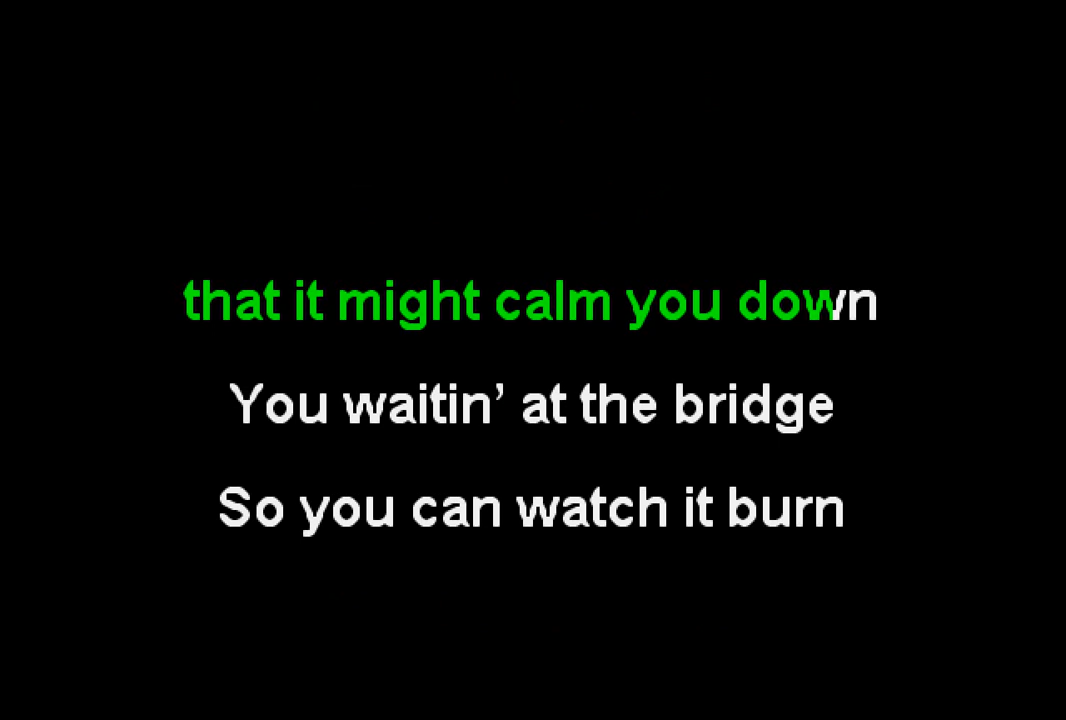 that it might calm you down
You waitin’ at the bridge
So you can watch it burn